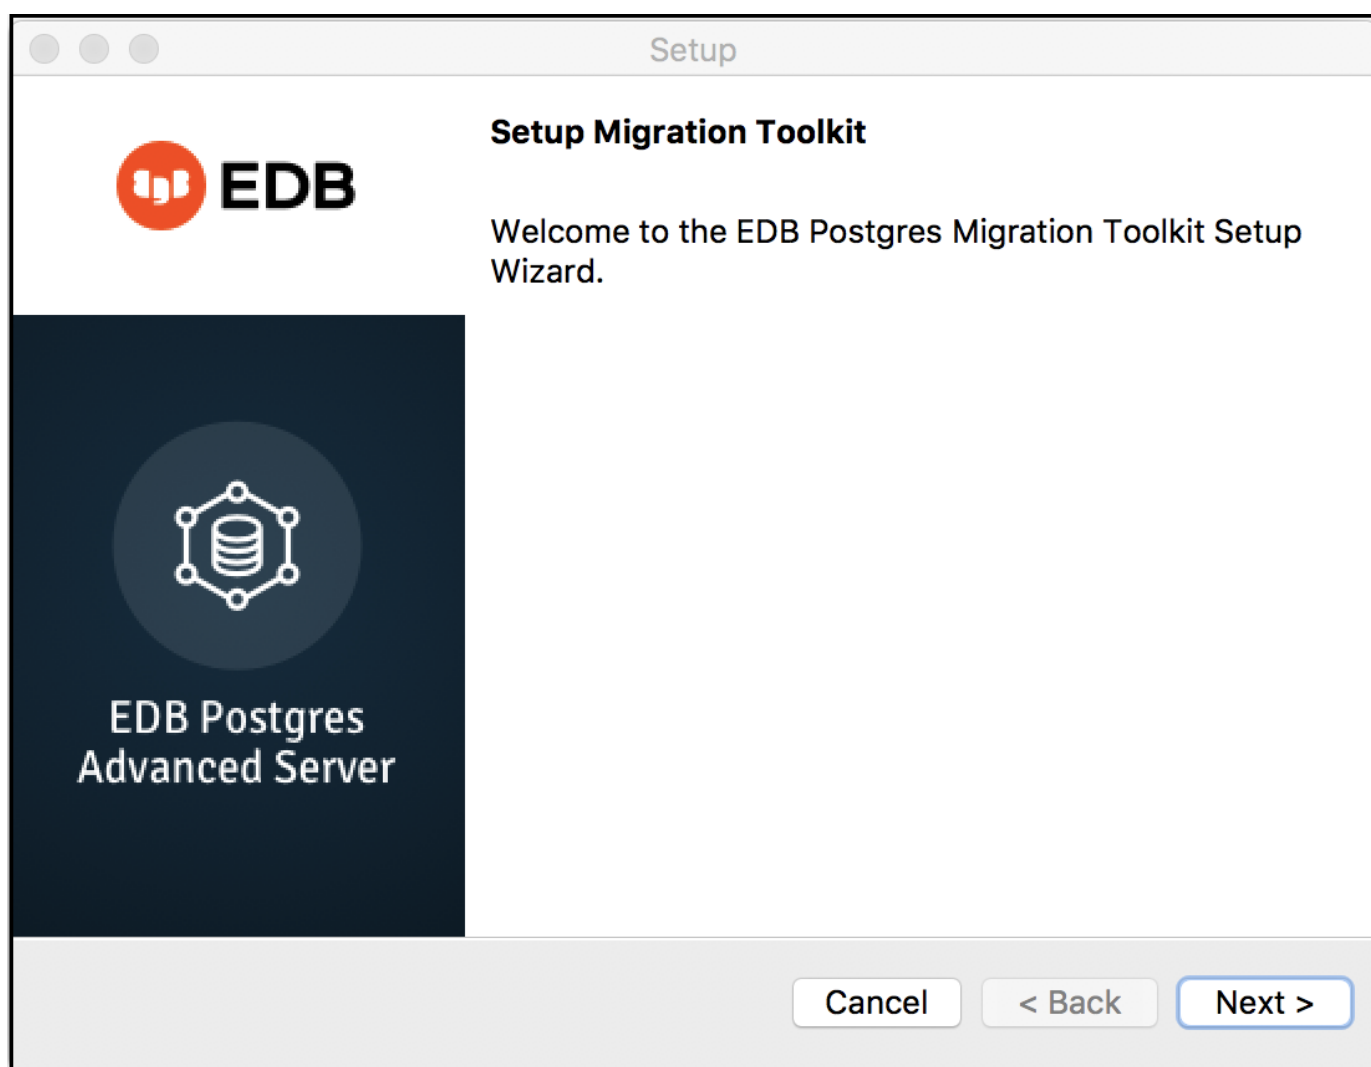 Setup
EDB
Setup Migration Toolkit
Welcome to the EDB Postgres Migration Toolkit Setup
Wizard.
EDB Postgres
Advanced Server
Cancel
< Back
Next >